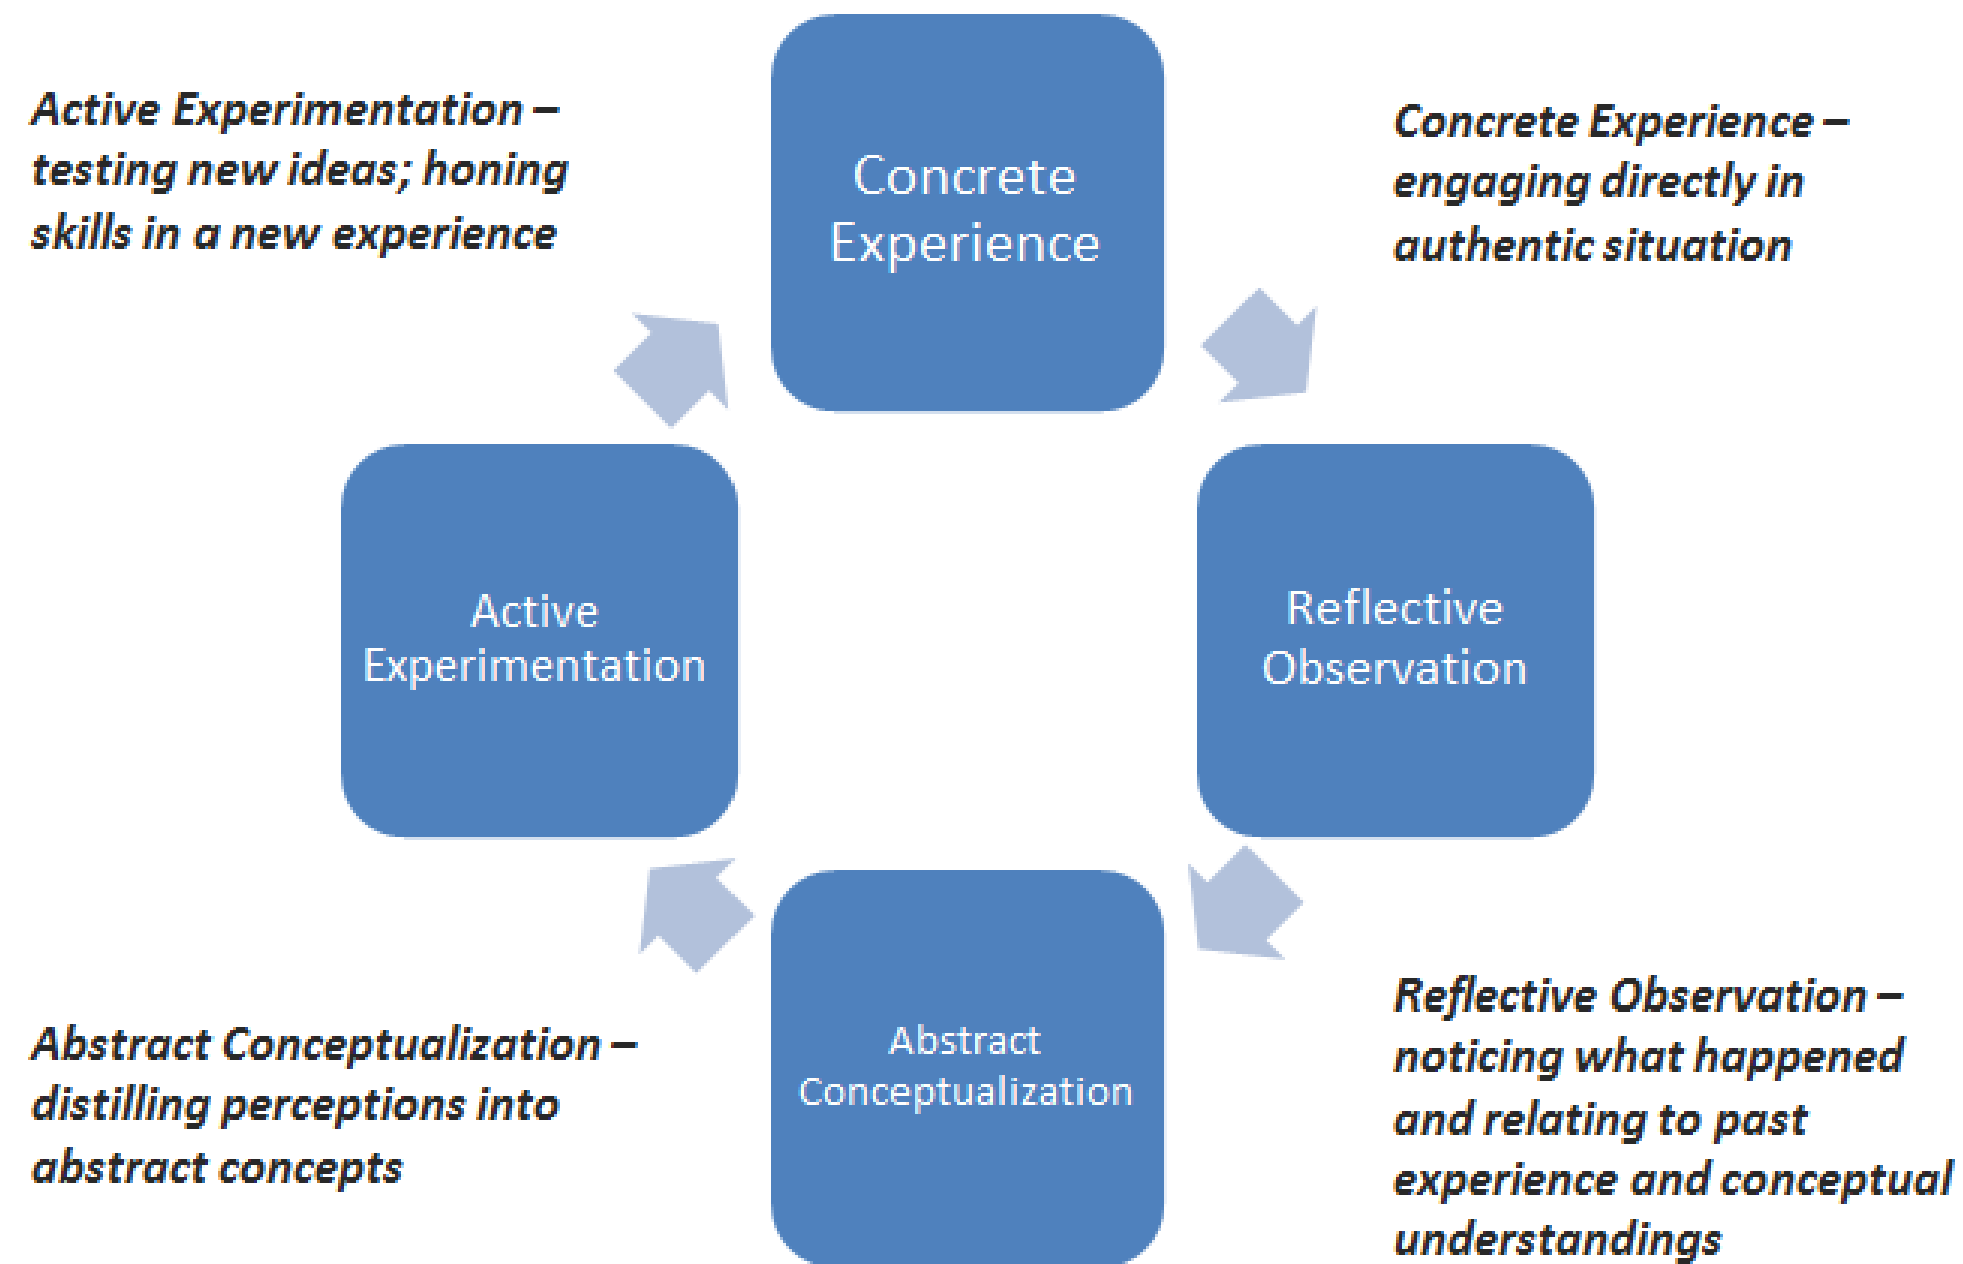 Active Experimentation –
testing new ideas; honing
skills in a new experience
Concrete
Experience
Concrete Experience –
engaging directly in
authentic situation
Active
Experimentation
Reflective
Observation
Abstract Conceptualization –
distilling perceptions into
abstract concepts
Abstract
Conceptualization
Reflective Observation –
noticing what happened
and relating to past
experience and conceptual
understandings